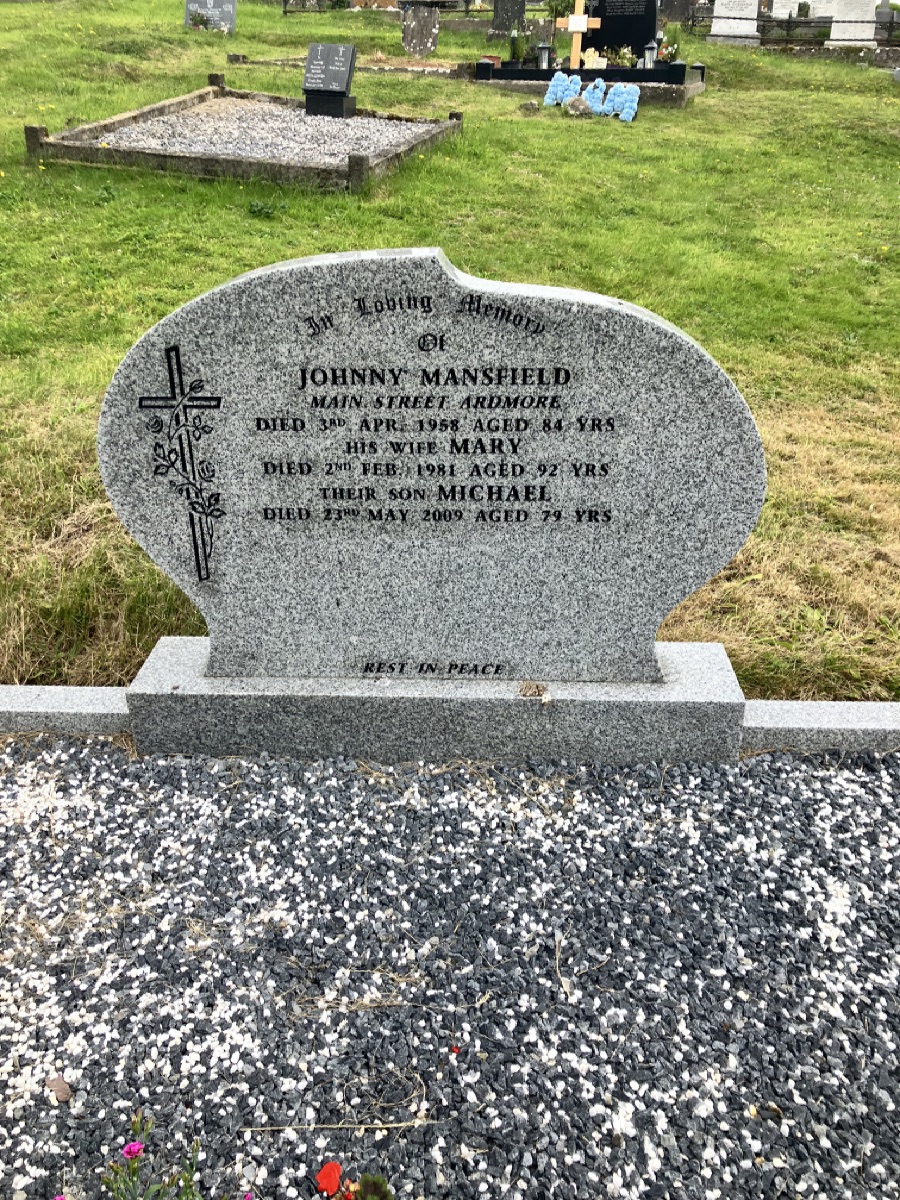 In Loving Memory
Of
JOHNNY MANSFIELD
MAIN STREET ARDMORE
DIED 3RD APR. 1958 AGED 84 YRS
HIS WIFE MARY
DIED 2ND FEB. 1981 AGED 92 YRS
THEIR SON MICHAEL
DIED 23RD MAY 2009 AGED 79 YRS
REST IN PEACE